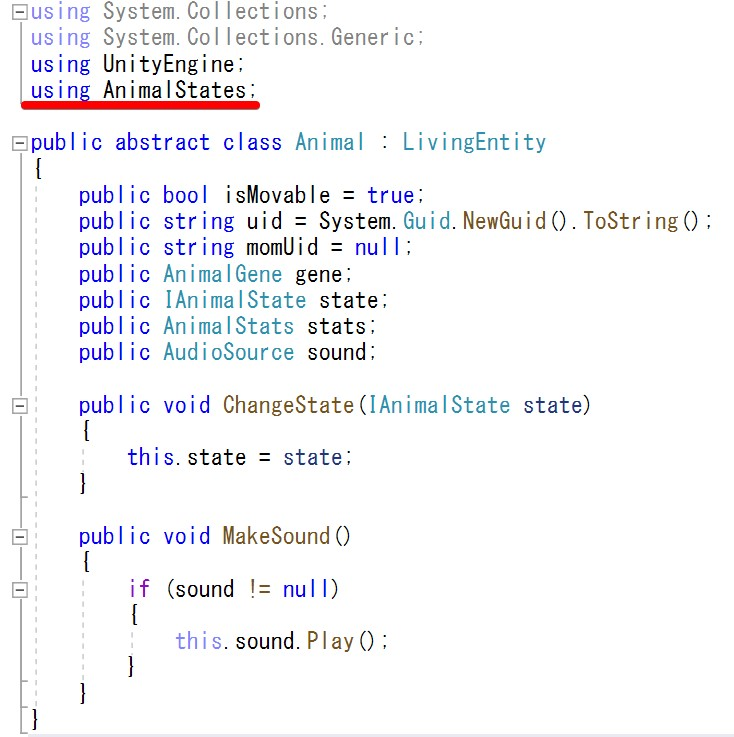 using System.Collections;
using System.Collections.Generic;
using UnityEngine;
using AnimalStates;
public abstract class Animal : LivingEntity
{
public bool isMovable = true;
public string uid = System.Guid.NewGuid().ToString();
public string momUid = null;
public AnimalGene gene;
public IAnimalState state;
public AnimalStats stats;
public AudioSource sound;
public void ChangeState(IAnimalState state)
{
this.state = state;
}
public void MakeSound()
{
if (sound != null)
{
this.sound.Play();
}
}
}